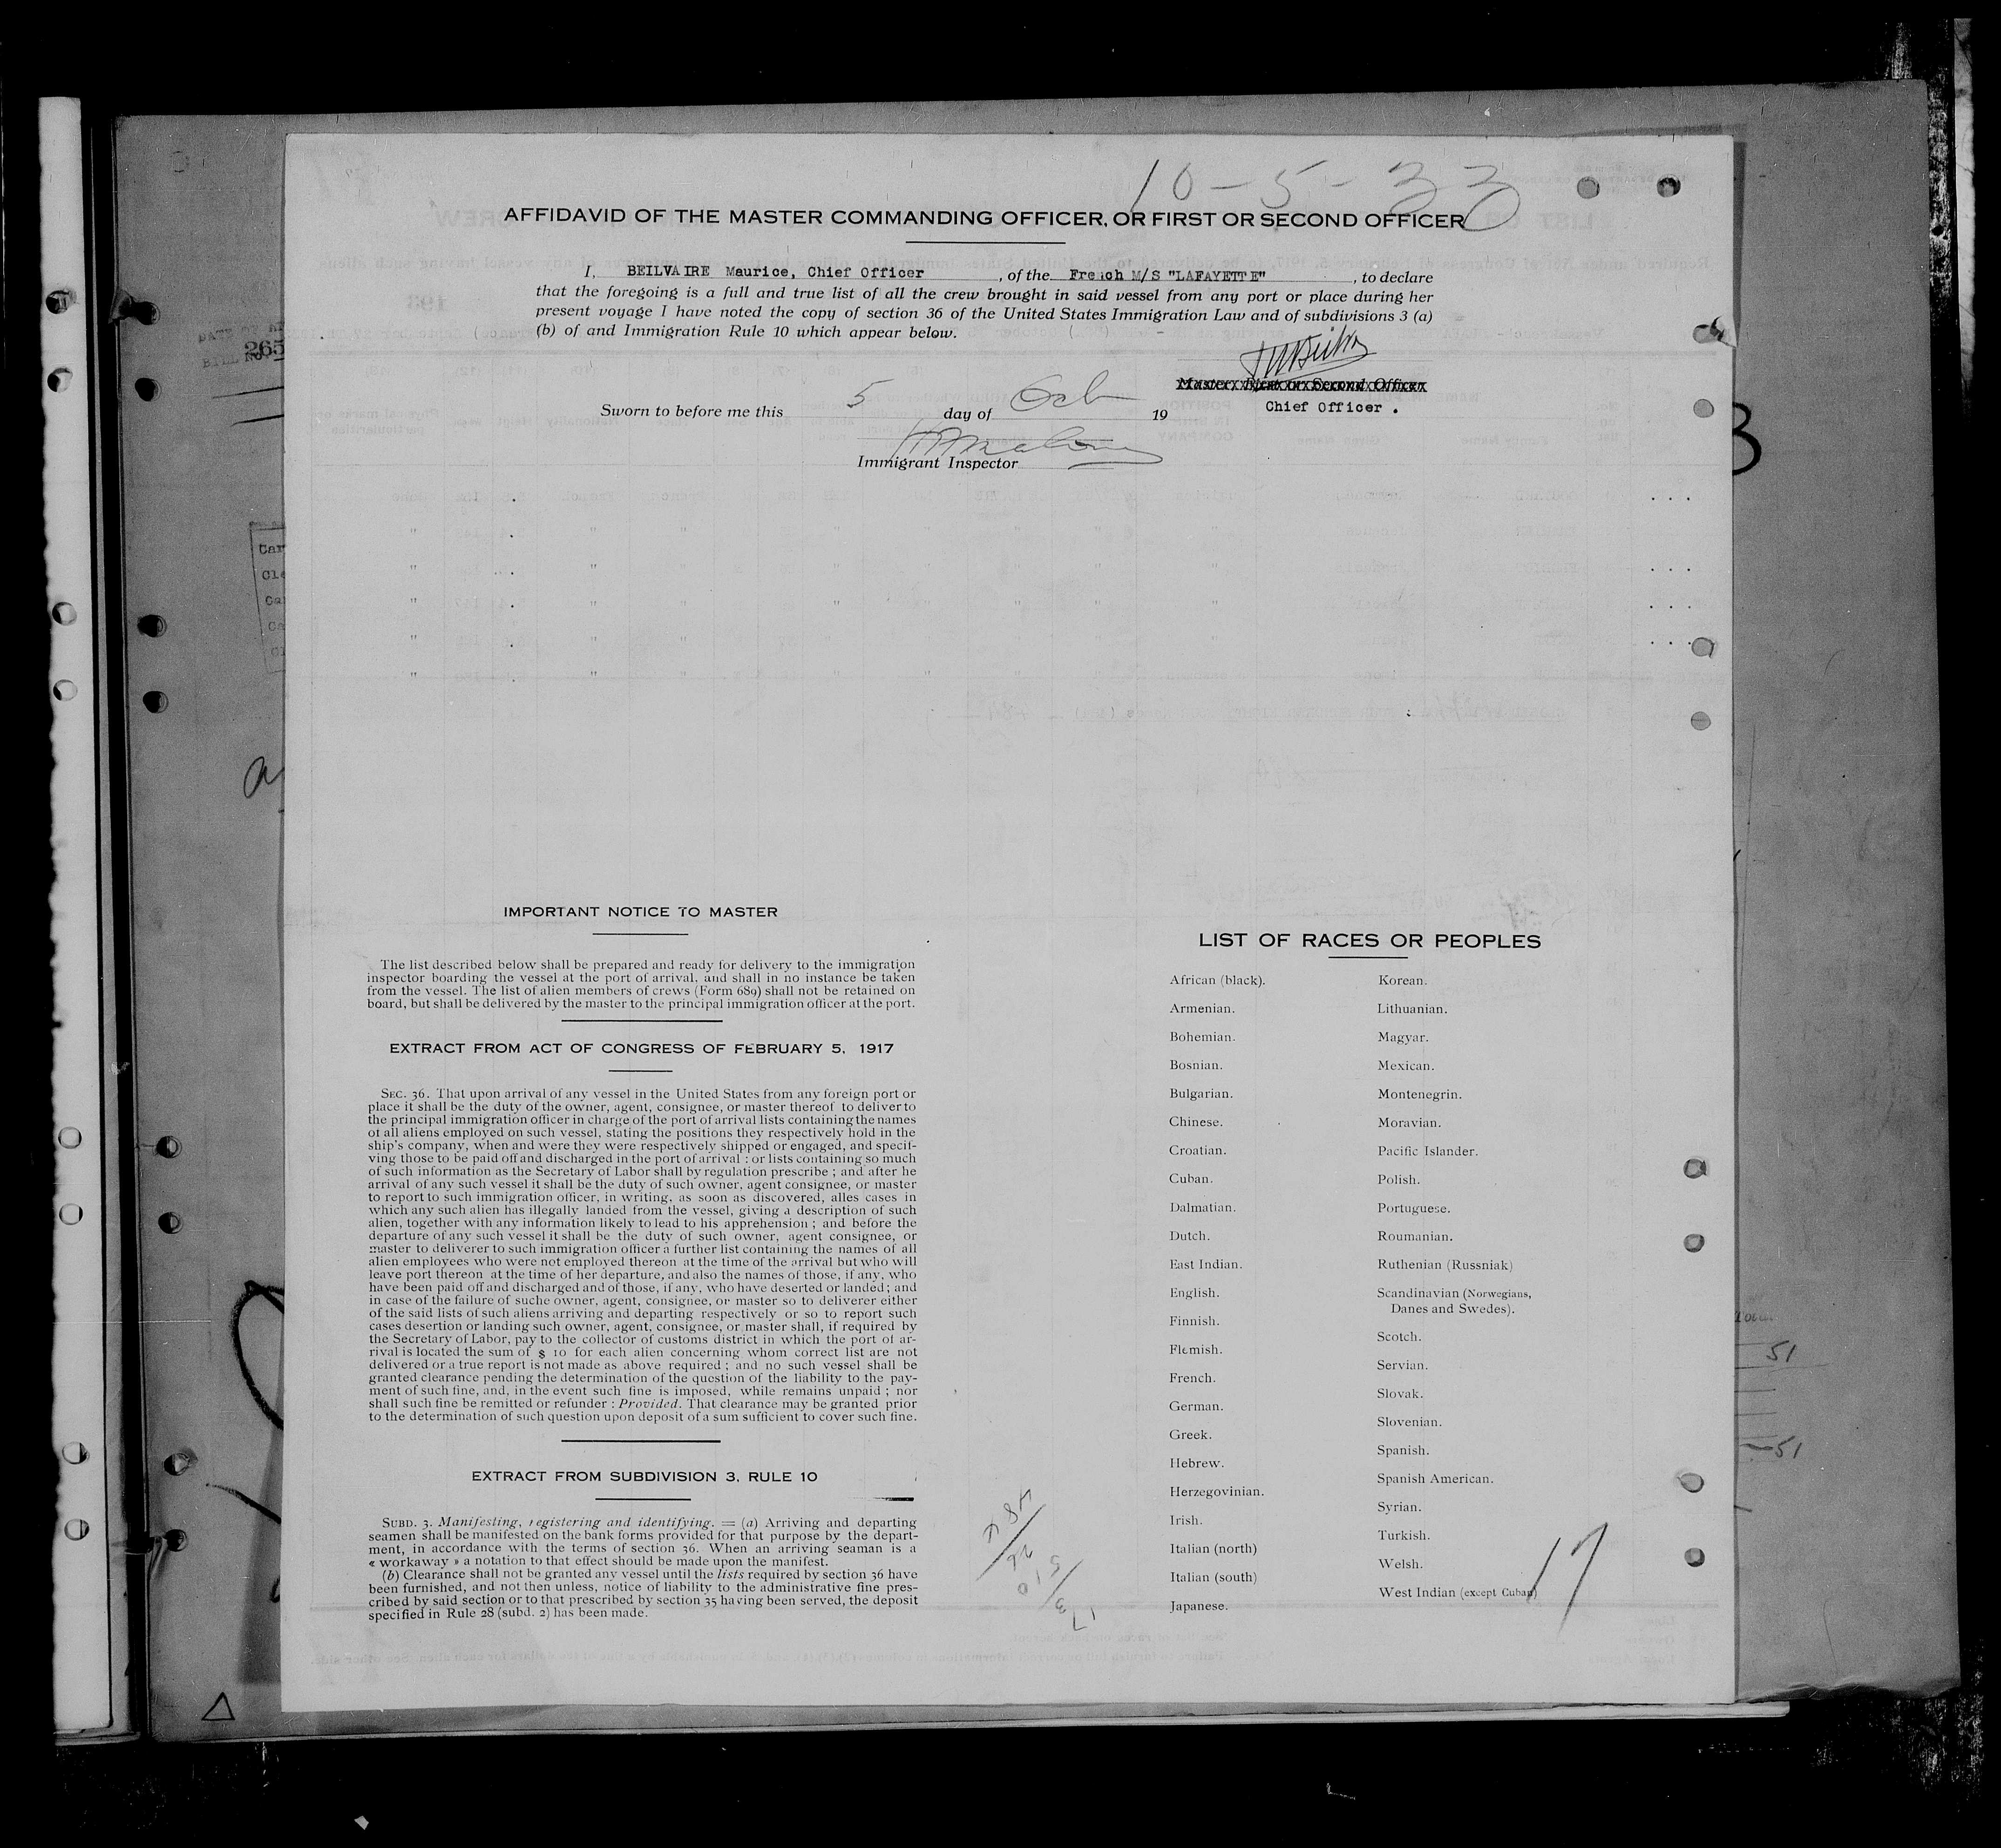 10-5-33
AFFIDAVID OF THE MASTER COMMANDING OFFICER, OR FIRST OR SECOND OFFICER
I, BEILVAIRE Maurice, Chief Officer, of the French M/S "LAFAYETTE", to declare
that the foregoing is a full and true list of all the crew brought in said vessel from any port or place during her
present voyage I have noted the copy of section 36 of the United States Immigration Law and of subdivisions 3 (a)
(b) of and Immigration Rule 10 which appear below.
Master, First or Second Officer
Chief Officer .
Sworn to before me this 5 day of Oct 19
Immigrant Inspector
265
IMPORTANT NOTICE TO MASTER
The list described below shall be prepared and ready for delivery to the immigration
inspector boarding the vessel at the port of arrival, and shall in no instance be taken
from the vessel. The list of alien members of crews (Form 689) shall not be retained on
board, but shall be delivered by the master to the principal immigration officer at the port.
EXTRACT FROM ACT OF CONGRESS OF FEBRUARY 5, 1917
SEC. 36. That upon arrival of any vessel in the United States from any foreign port or
place it shall be the duty of the owner, agent, consignee, or master thereof to deliver to
the principal immigration officer in charge of the port of arrival lists containing the names
ot all aliens employed on such vessel, stating the positions they respectively hold in the
ship's company, when and were they were respectively shipped or engaged, and specif-
ving those to be paid off and discharged in the port of arrival : or lists containing so much
of such information as the Secretary of Labor shall by regulation prescribe ; and after he
arrival of any such vessel it shall be the duty of such owner, agent consignee, or master
to report to such immigration officer, in writing, as soon as discovered, alles cases in
which any such alien has illegally landed from the vessel, giving a description of such
alien, together with any information likely to lead to his apprehension ; and before the
departure of any such vessel it shall be the duty of such owner, agent consignee, or
master to deliverer to such immigration officer a further list containing the names of all
alien employees who were not employed thereon at the time of the arrival but who will
leave port thereon at the time of her departure, and also the names of those, if any, who
have been paid off and discharged and of those, if any, who have deserted or landed ; and
in case of the failure of suche owner, agent, consignee, or master so to deliverer either
of the said lists of such aliens arriving and departing respectively or so to report such
cases desertion or landing such owner, agent, consignee, or master shall, if required by
the Secretary of Labor, pay to the collector of customs district in which the port of ar-
rival is located the sum of $ 10 for each alien concerning whom correct list are not
delivered or a true report is not made as above required ; and no such vessel shall be
granted clearance pending the determination of the question of the liability to the pay-
ment of such fine, and, in the event such fine is imposed, while remains unpaid ; nor
shall such fine be remitted or refunder : Provided. That clearance may be granted prior
to the determination of such question upon deposit of a sum sufficient to cover such fine.
EXTRACT FROM SUBDIVISION 3, RULE 10
SUBD. 3. Manifesting, registering and identifying. = (a) Arriving and departing
seamen shall be manifested on the bank forms provided for that purpose by the depart-
ment, in accordance with the terms of section 36. When an arriving seaman is a
« workaway » a notation to that effect should be made upon the manifest.
(b) Clearance shall not be granted any vessel until the lists required by section 36 have
been furnished, and not then unless, notice of liability to the administrative fine pres-
cribed by said section or to that prescribed by section 35 having been served, the deposit
specified in Rule 28 (subd. 2) has been made.
LIST OF RACES OR PEOPLES
African (black).
Armenian.
Bohemian.
Bosnian.
Bulgarian.
Chinese.
Croatian.
Cuban.
Dalmatian.
Dutch.
East Indian.
English.
Finnish.
Flemish.
French.
German.
Greek.
Hebrew.
Herzegovinian.
Irish.
Italian (north)
Italian (south)
Japanese.
Korean.
Lithuanian.
Magyar.
Mexican.
Montenegrin.
Moravian.
Pacific Islander.
Polish.
Portuguese.
Roumanian.
Ruthenian (Russniak)
Scandinavian (Norwegians,
Danes and Swedes).
Scotch.
Servian.
Slovak.
Slovenian.
Spanish.
Spanish American.
Syrian.
Turkish.
Welsh.
West Indian (except Cuban)
17
51
51